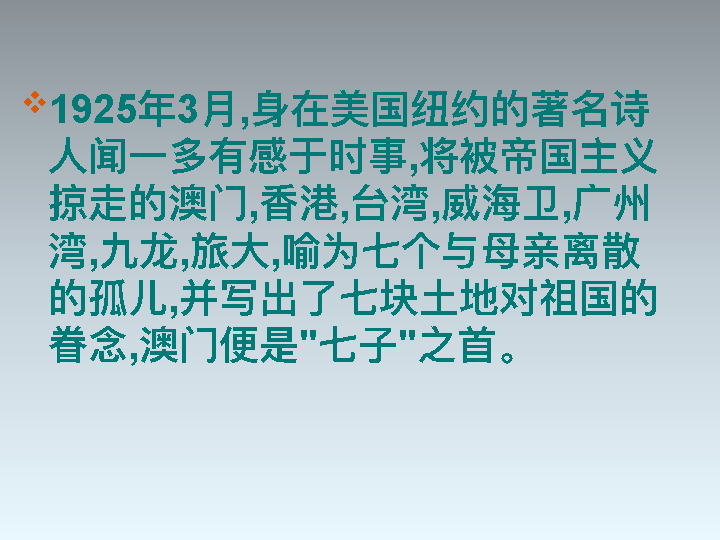 ❖1925年3月,身在美国纽约的著名诗
人闻一多有感于时事,将被帝国主义
掠走的澳门,香港,台湾,威海卫,广州
湾,九龙,旅大,喻为七个与母亲离散
的孤儿,并写出了七块土地对祖国的
眷念,澳门便是"七子"之首。